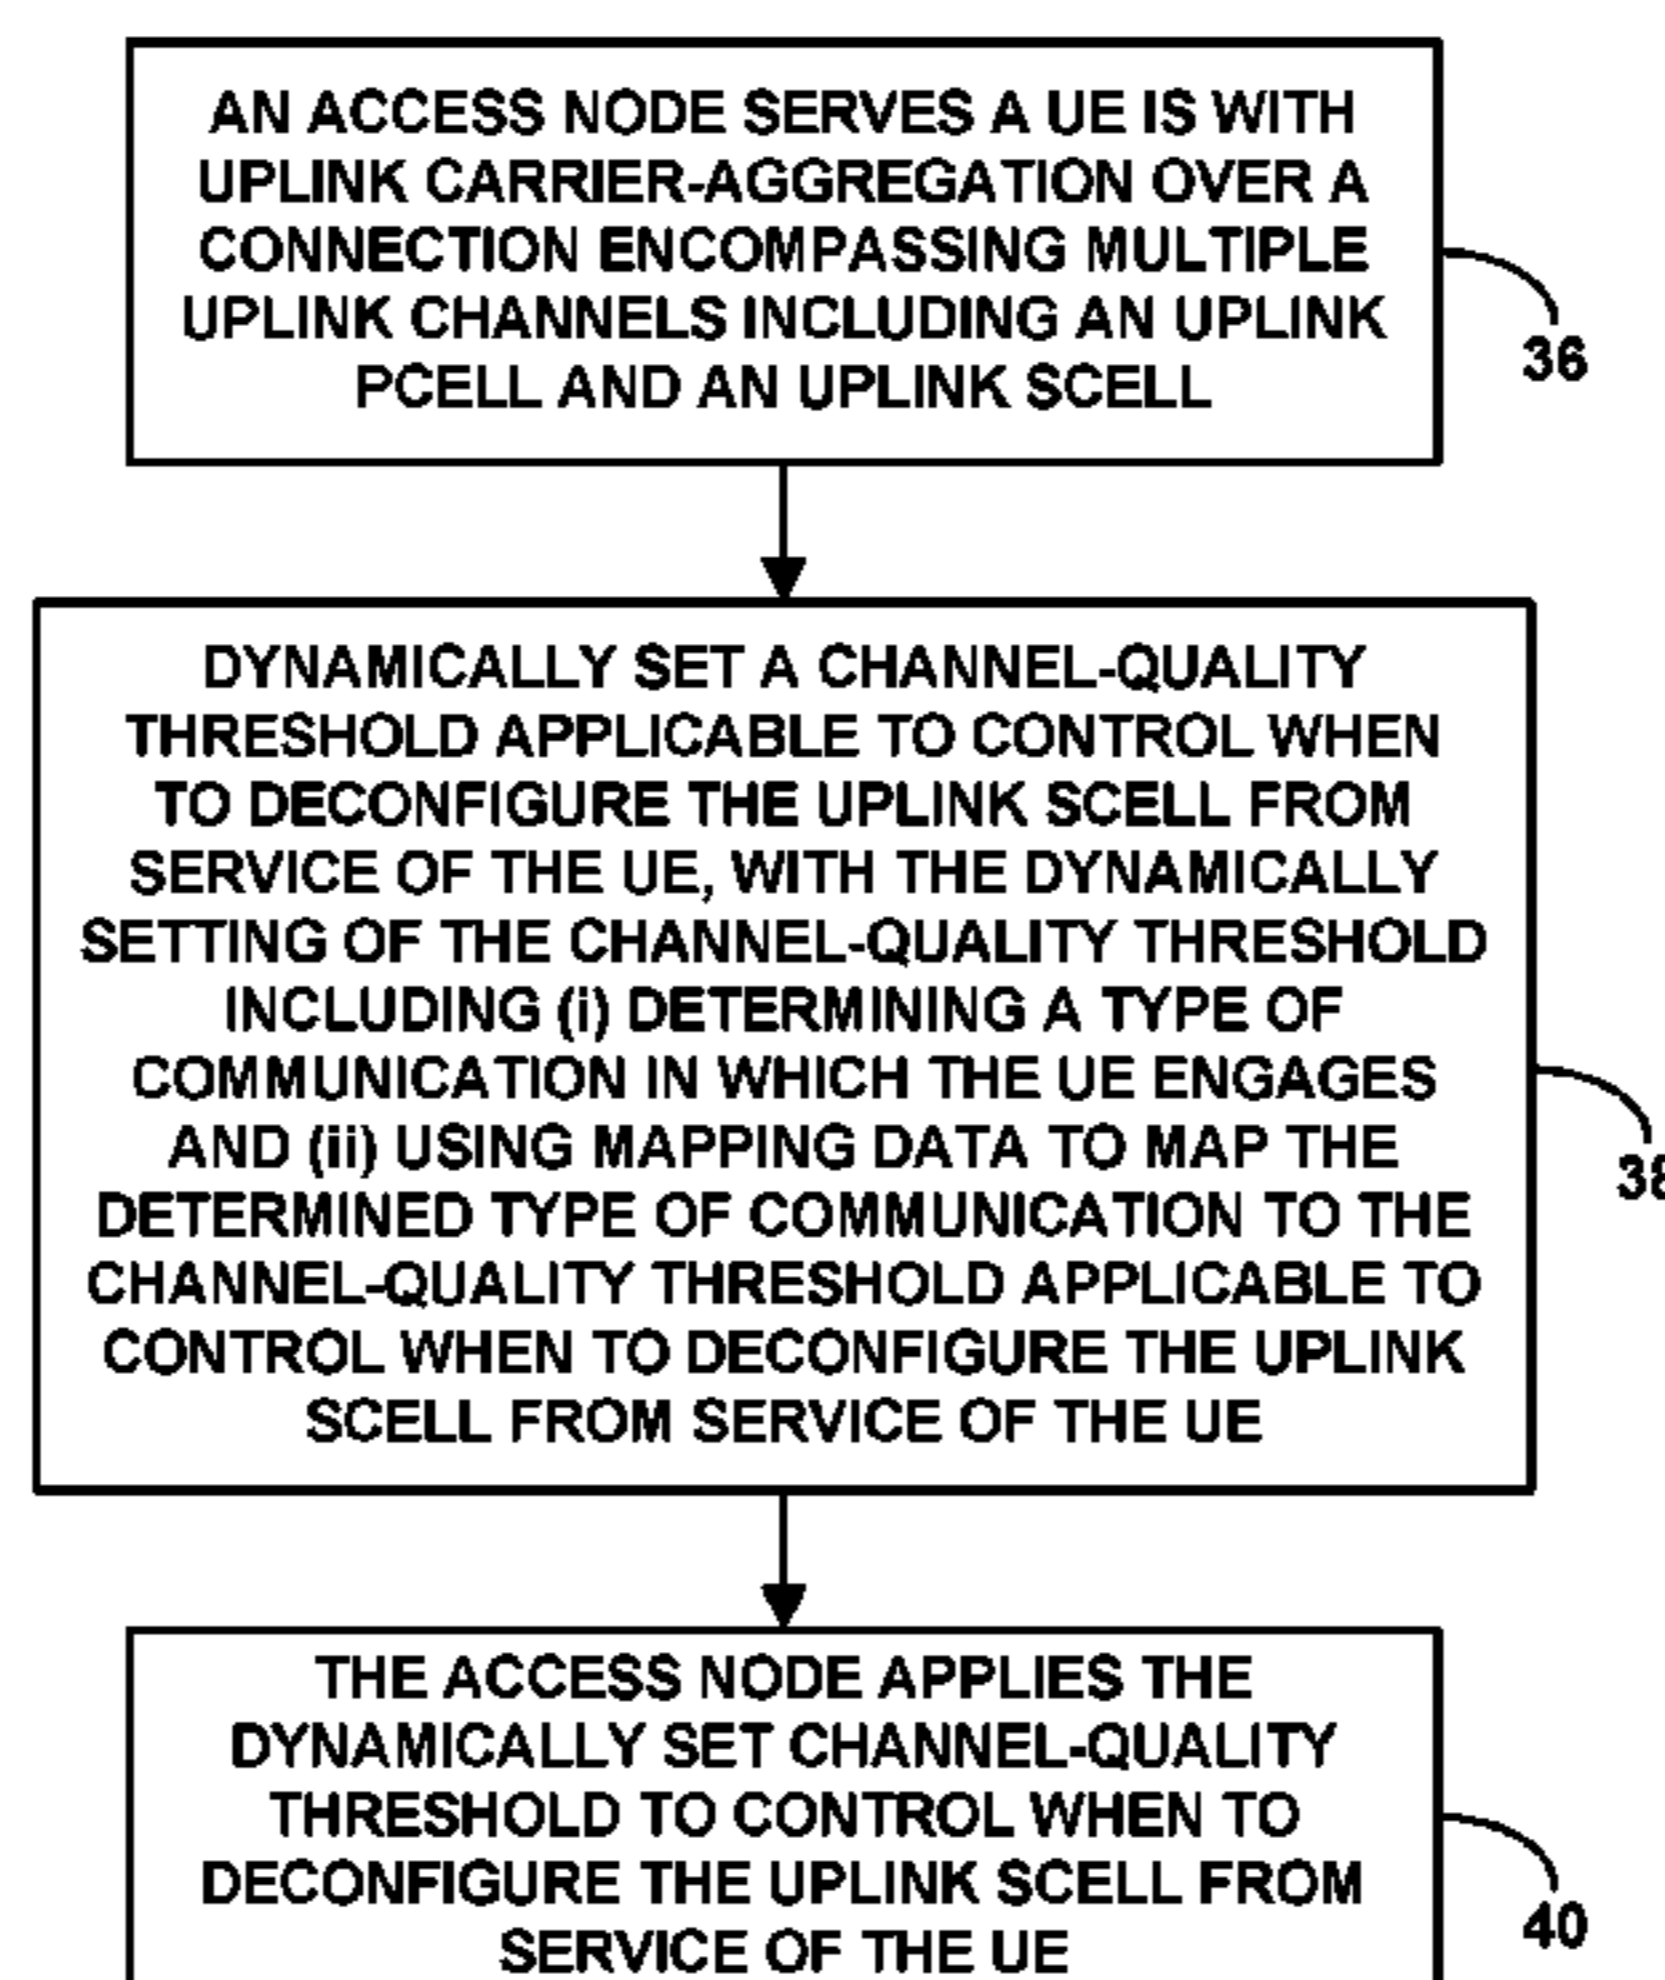 AN ACCESS NODE SERVES A UE IS WITH
UPLINK CARRIER-AGGREGATION OVER A
CONNECTION ENCOMPASSING MULTIPLE
UPLINK CHANNELS INCLUDING AN UPLINK
PCELL AND AN UPLINK SCELL
36
DYNAMICALLY SET A CHANNEL-QUALITY
THRESHOLD APPLICABLE TO CONTROL WHEN
TO DECONFIGURE THE UPLINK SCELL FROM
SERVICE OF THE UE, WITH THE DYNAMICALLY
SETTING OF THE CHANNEL-QUALITY THRESHOLD
INCLUDING (i) DETERMINING A TYPE OF
COMMUNICATION IN WHICH THE UE ENGAGES
AND (ii) USING MAPPING DATA TO MAP THE
DETERMINED TYPE OF COMMUNICATION TO THE
CHANNEL-QUALITY THRESHOLD APPLICABLE TO
CONTROL WHEN TO DECONFIGURE THE UPLINK
SCELL FROM SERVICE OF THE UE
38
THE ACCESS NODE APPLIES THE
DYNAMICALLY SET CHANNEL-QUALITY
THRESHOLD TO CONTROL WHEN TO
DECONFIGURE THE UPLINK SCELL FROM
SERVICE OF THE UE
40